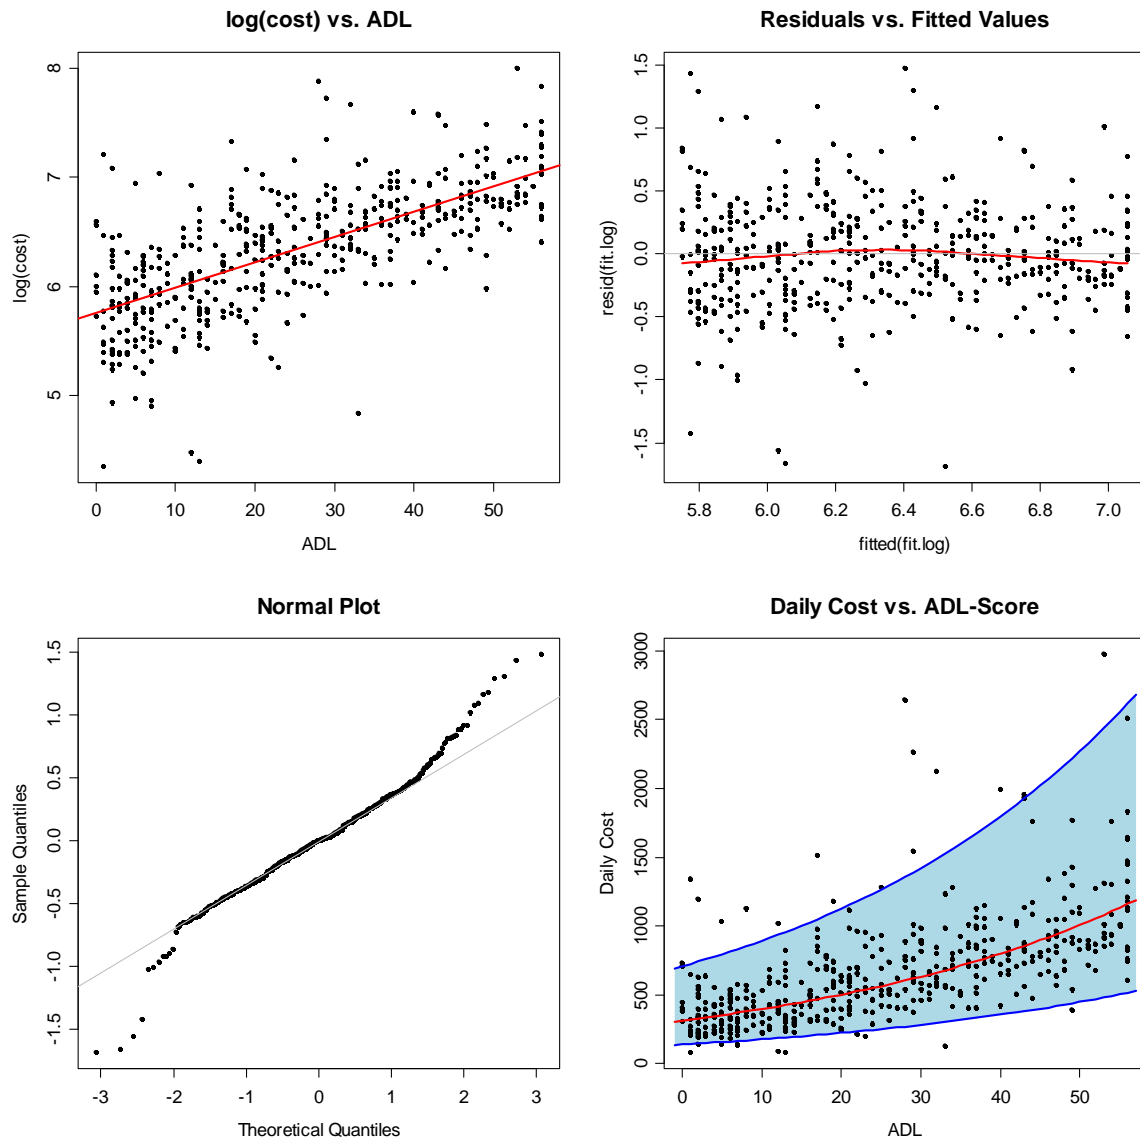 log(cost) vs. ADL
8
7
6
5
log(cost)
0 10 20 30 40 50
ADL
Residuals vs. Fitted Values
1.5
1.0
0.5
0.0
-0.5
-1.0
-1.5
resid(fit.log)
5.8 6.0 6.2 6.4 6.6 6.8 7.0
fitted(fit.log)
Normal Plot
1.5
1.0
0.5
0.0
-0.5
-1.0
-1.5
Sample Quantiles
-3 -2 -1 0 1 2 3
Theoretical Quantiles
Daily Cost vs. ADL-Score
3000
2500
2000
1500
1000
500
0
Daily Cost
0 10 20 30 40 50
ADL